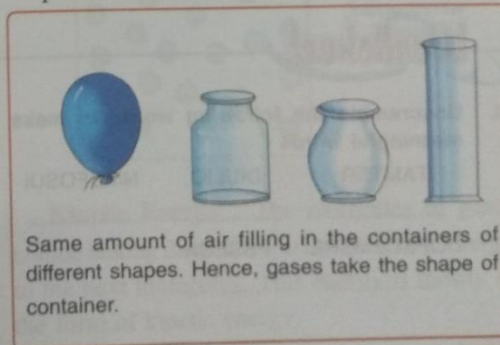 Same amount of air filling in the containers of
different shapes. Hence, gases take the shape of
container.